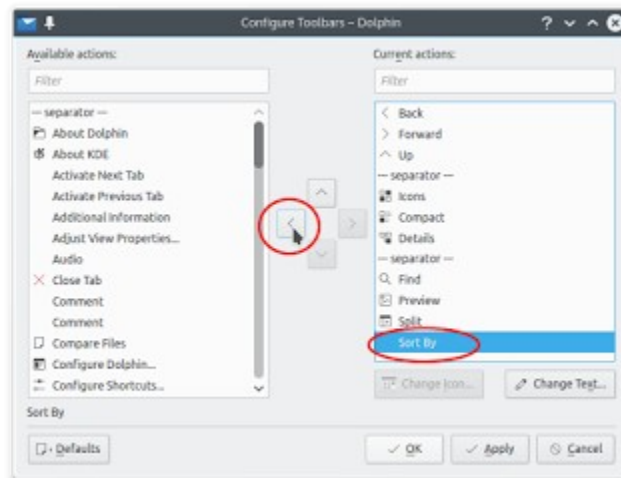 Configure Toolbars – Dolphin
Available actions:
Filter
— separator —
About Dolphin
About KDE
Activate Next Tab
Activate Previous Tab
Additional Information
Adjust View Properties...
Audio
Close Tab
Comment
Comment
Compare Files
Configure Dolphin...
Configure Shortcuts...
Current actions:
Filter
Back
Forward
Up
— separator —
Icons
Compact
Details
— separator —
Find
Preview
Split
Sort By
Change Icon...
Change Text...
Sort By
Defaults
OK
Apply
Cancel